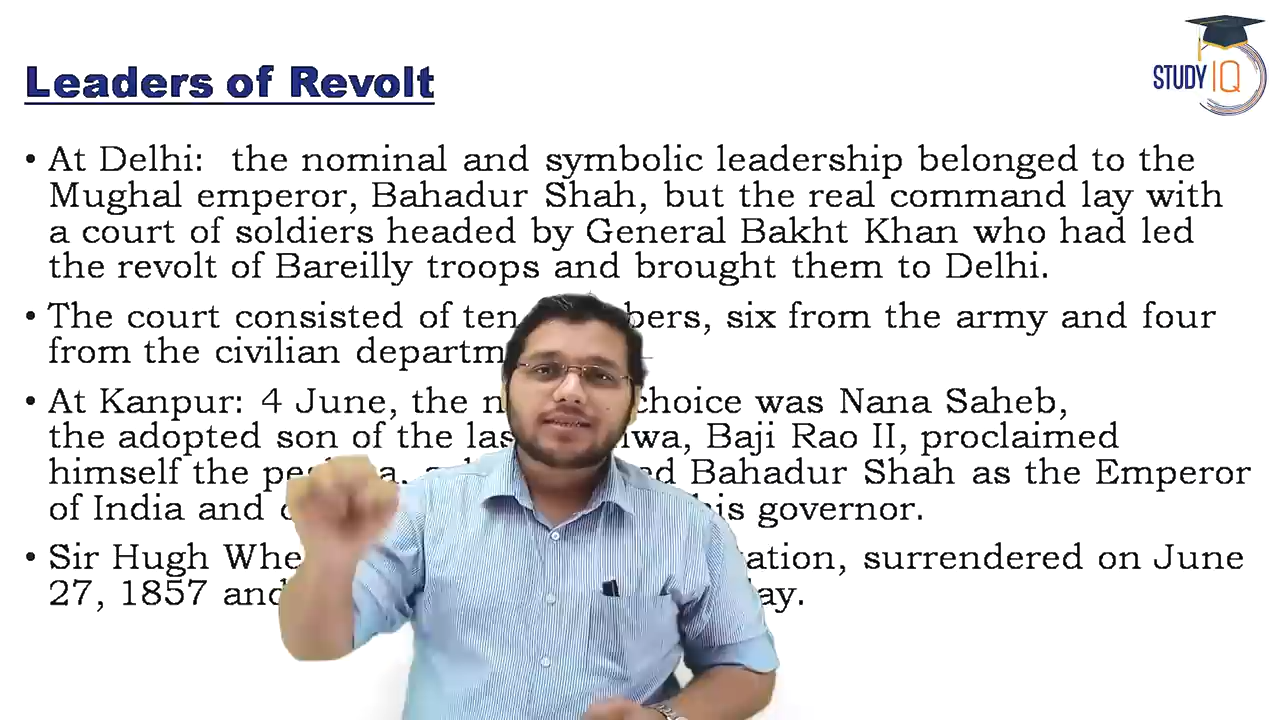 STUDY IQ
Leaders of Revolt
• At Delhi: the nominal and symbolic leadership belonged to the
Mughal emperor, Bahadur Shah, but the real command lay with
a court of soldiers headed by General Bakht Khan who had led
the revolt of Bareilly troops and brought them to Delhi.
• The court consisted of ten bers, six from the army and four
from the civilian departm
• At Kanpur: 4 June, the choice was Nana Saheb,
the adopted son of the las wa, Baji Rao II, proclaimed
himself the pe a, Bahadur Shah as the Emperor
of India and his governor.
• Sir Hugh Whe ation, surrendered on June
27, 1857 and ay.